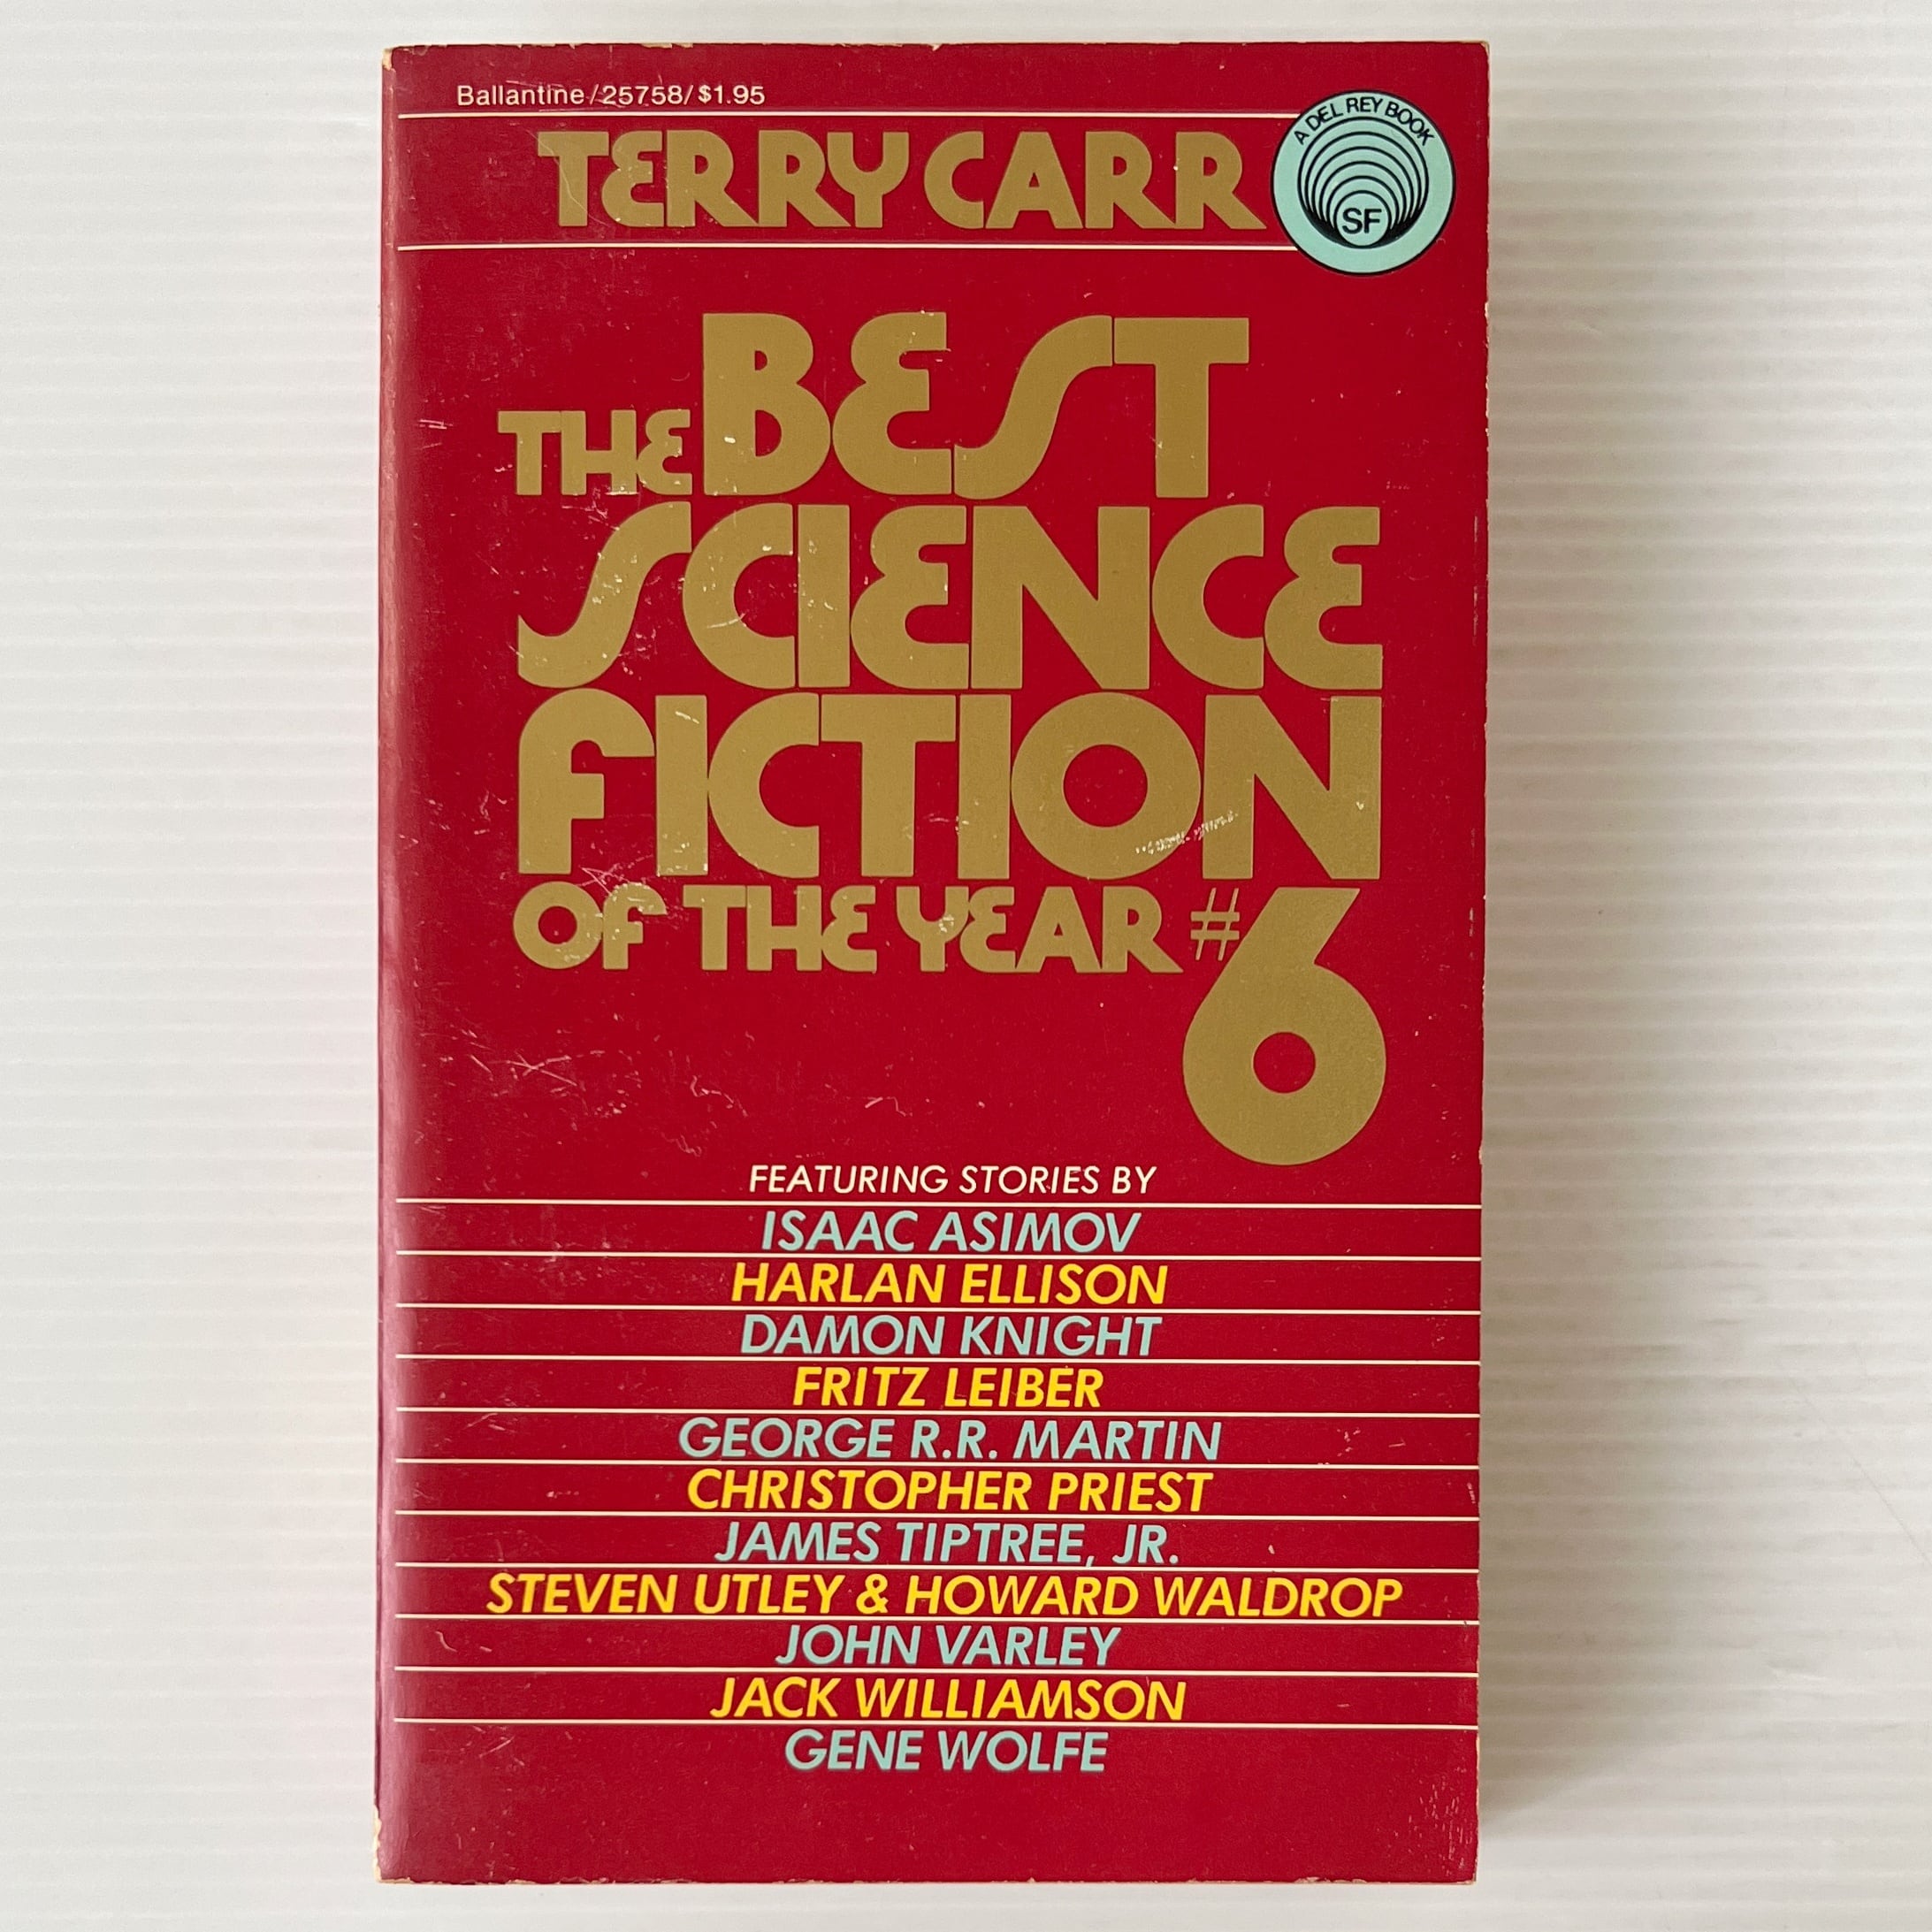 Ballantine/25758/$1.95
TERRY CARR
A DEL REY BOOK
SF
THE BEST
SCIENCE
FICTION
OF THE YEAR #6
FEATURING STORIES BY
ISAAC ASIMOV
HARLAN ELLISON
DAMON KNIGHT
FRITZ LEIBER
GEORGE R.R. MARTIN
CHRISTOPHER PRIEST
JAMES TIPTREE, JR.
STEVEN UTLEY & HOWARD WALDROP
JOHN VARLEY
JACK WILLIAMSON
GENE WOLFE